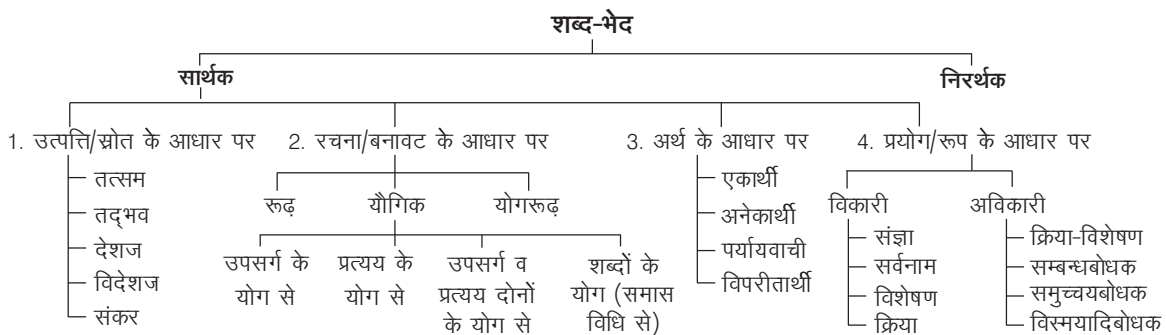 शब्द-भेद
सार्थक
निरर्थक
1. उत्पत्ति/स्रोत के आधार पर
2. रचना/बनावट के आधार पर
3. अर्थ के आधार पर
4. प्रयोग/रूप के आधार पर
तत्सम
तद्‌भव
देशज
विदेशज
संकर
रूढ़
यौगिक
योगरूढ़
उपसर्ग के
योग से
प्रत्यय के
योग से
उपसर्ग व
प्रत्यय दोनों
के योग से
शब्दों के
योग (समास
विधि से)
एकार्थी
अनेकार्थी
पर्यायवाची
विपरीतार्थी
विकारी
संज्ञा
सर्वनाम
विशेषण
क्रिया
अविकारी
क्रिया-विशेषण
सम्बन्धबोधक
समुच्चयबोधक
विस्मयादिबोधक